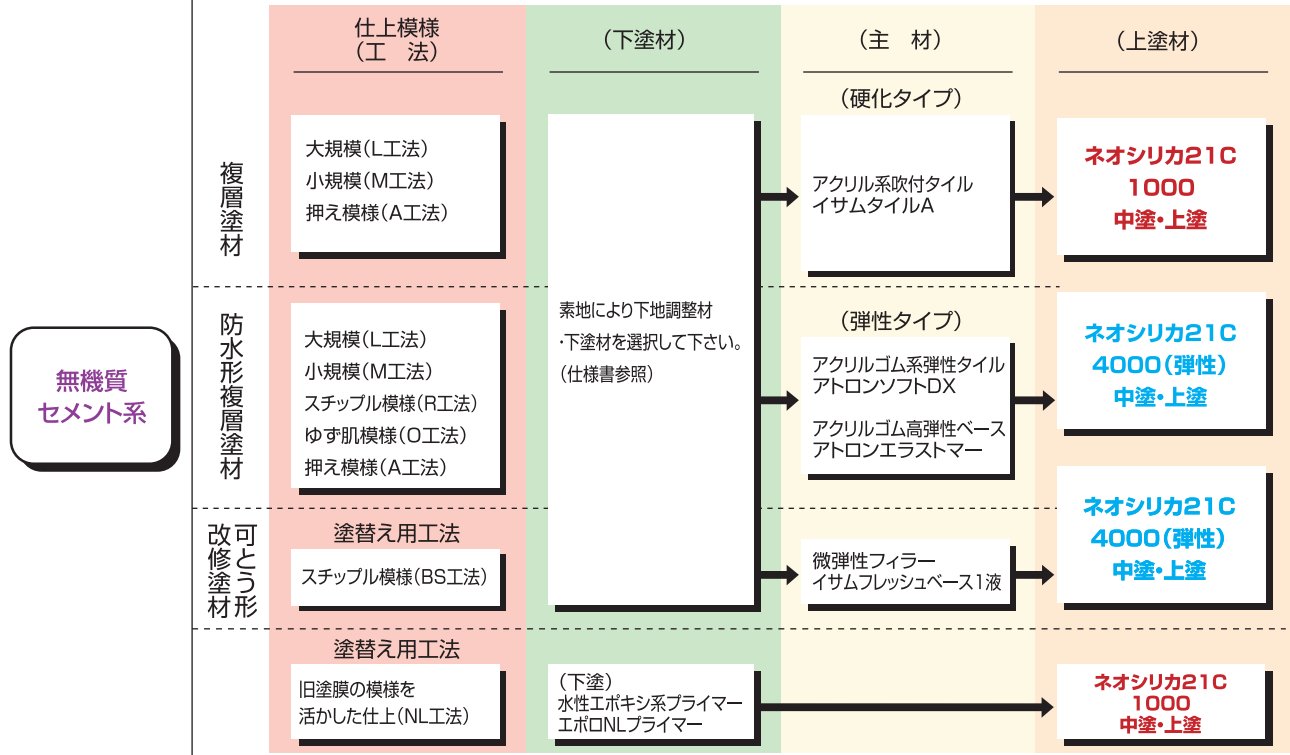 仕上模様
（工　法）
（下塗材）
（主　材）
（上塗材）
無機質
セメント系
複層塗材
大規模（L工法）
小規模（M工法）
押え模様（A工法）
素地により下地調整材
・下塗材を選択して下さい。
（仕様書参照）
（硬化タイプ）
アクリル系吹付タイル
イサムタイルA
ネオシリカ21C
1000
中塗・上塗
防水形複層塗材
大規模（L工法）
小規模（M工法）
スチップル模様（R工法）
ゆず肌模様（O工法）
押え模様（A工法）
（弾性タイプ）
アクリルゴム系弾性タイル
アトロンソフトDX
アクリルゴム高弾性ベース
アトロンエラストマー
ネオシリカ21C
4000（弾性）
中塗・上塗
可とう形
改修塗材
塗替え用工法
スチップル模様（BS工法）
微弾性フィラー
イサムフレッシュベース1液
ネオシリカ21C
4000（弾性）
中塗・上塗
塗替え用工法
旧塗膜の模様を
活かした仕上（NL工法）
（下塗）
水性エポキシ系プライマー
エポロNLプライマー
ネオシリカ21C
1000
中塗・上塗